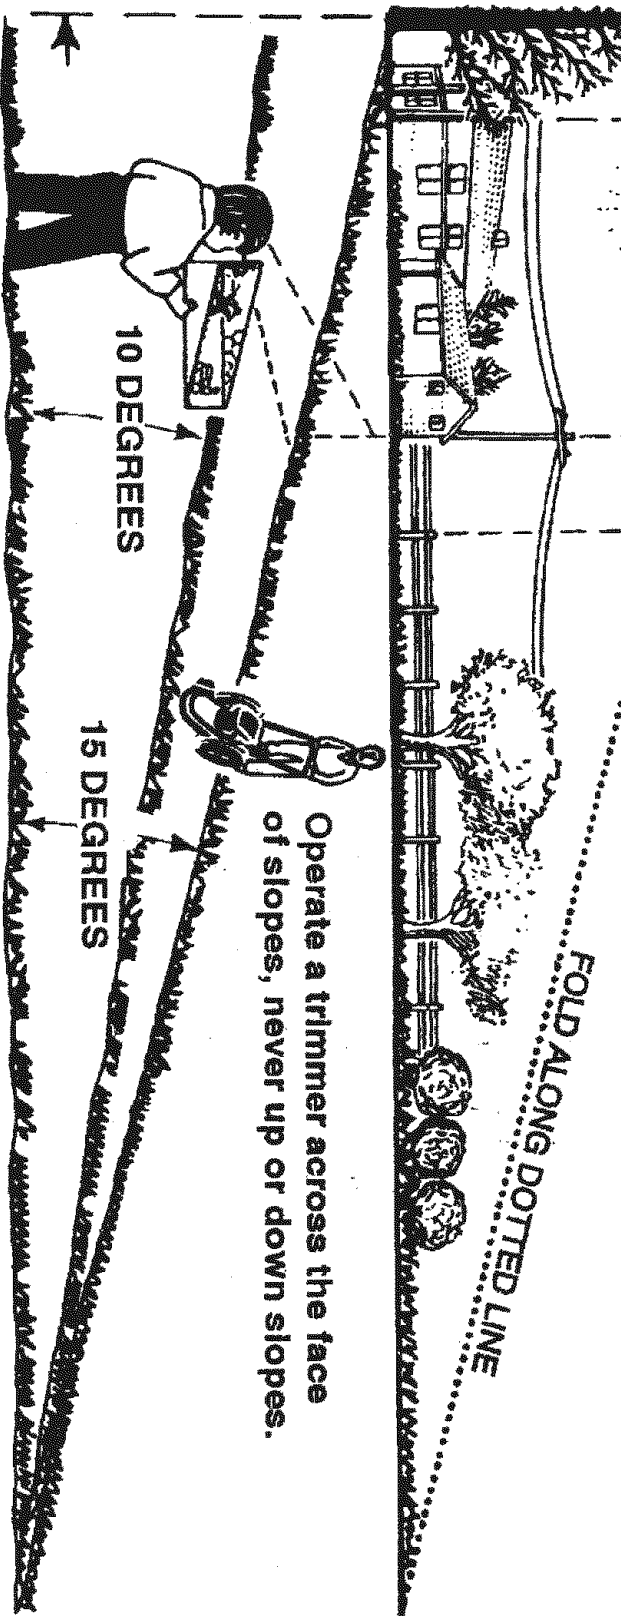 FOLD ALONG DOTTED LINE
Operate a trimmer across the face
of slopes, never up or down slopes.
10 DEGREES
15 DEGREES